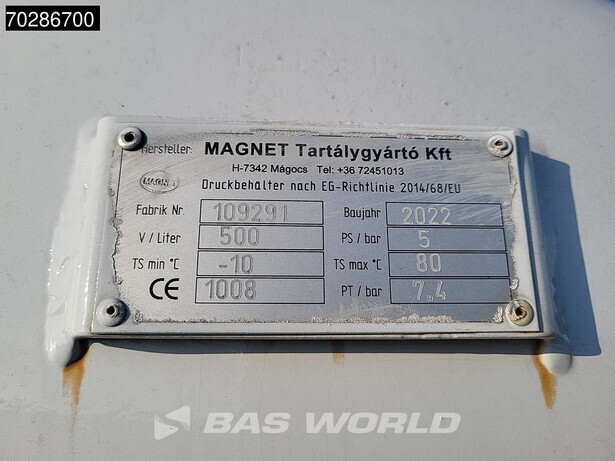 70286700
Hersteller: MAGNET Tartálygyártó Kft
H-7342 Mágocs Tel: +36 72451013
MAGNET Druckbehälter nach EG-Richtlinie 2014/68/EU
Fabrik Nr. 109291 Baujahr 2022
V / Liter 500 PS / bar 5
TS min °C -10 TS max °C 80
CE 1008 PT / bar 7,4
BAS WORLD